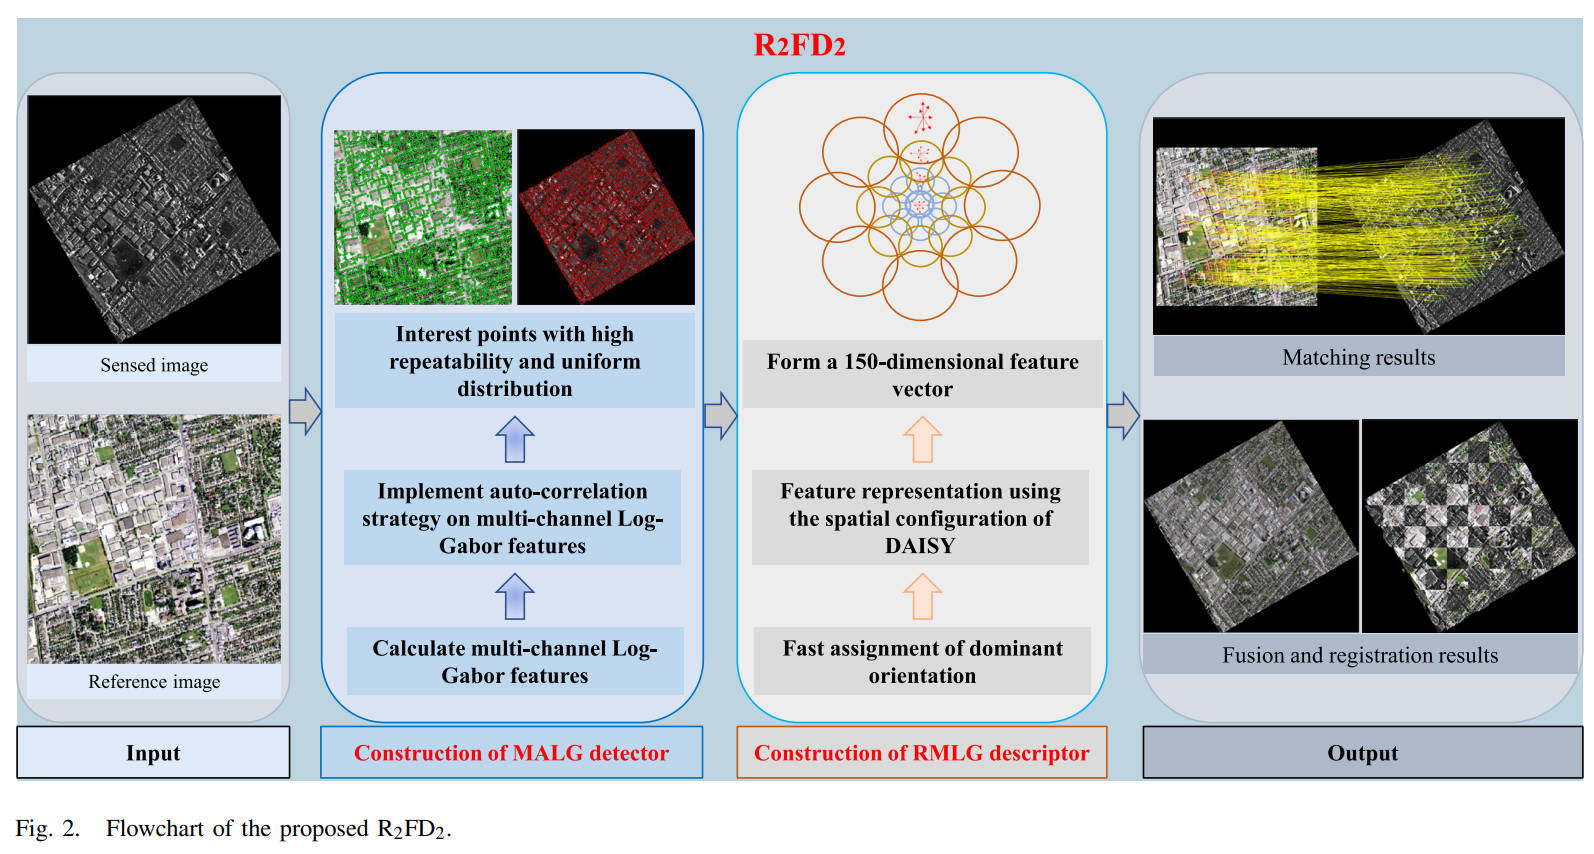 R2FD2
Sensed image
Reference image
Input
Interest points with high
repeatability and uniform
distribution
Implement auto-correlation
strategy on multi-channel Log-
Gabor features
Calculate multi-channel Log-
Gabor features
Construction of MALG detector
Form a 150-dimensional feature
vector
Feature representation using
the spatial configuration of
DAISY
Fast assignment of dominant
orientation
Construction of RMLG descriptor
Matching results
Fusion and registration results
Output
Fig. 2. Flowchart of the proposed R₂FD₂.